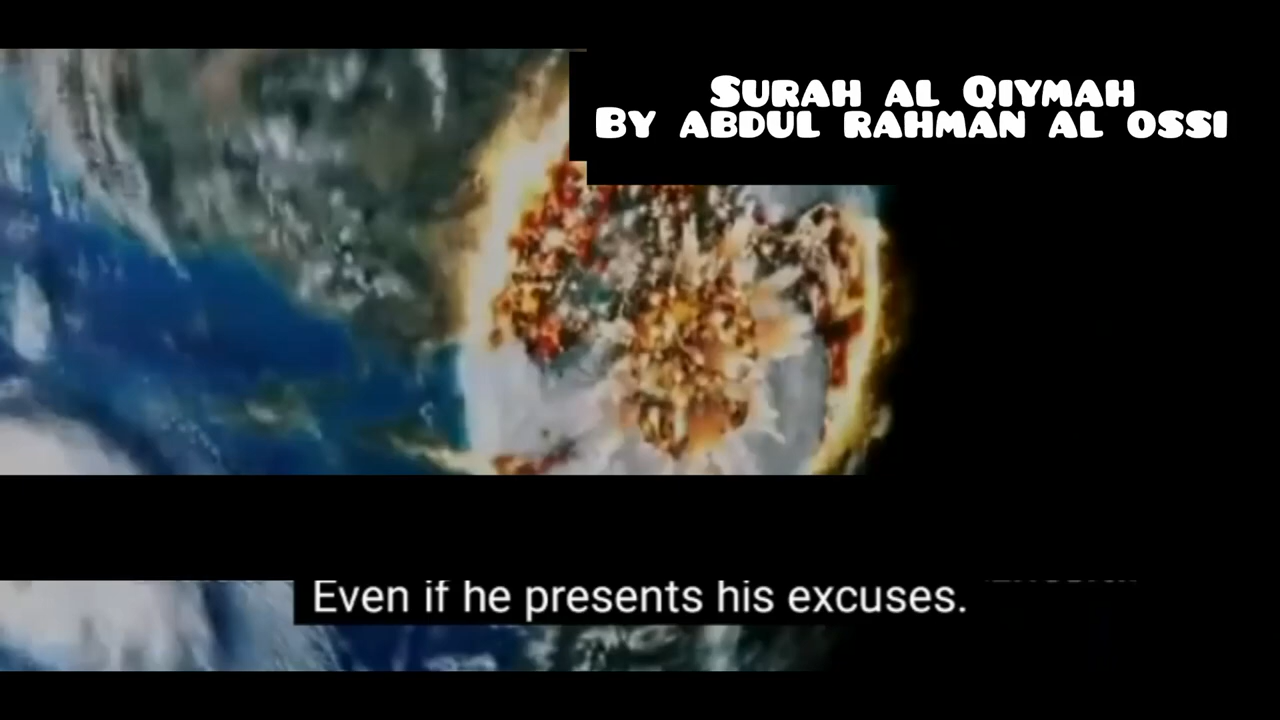 Surah al Qiymah
By abdul rahman al ossi
Even if he presents his excuses.